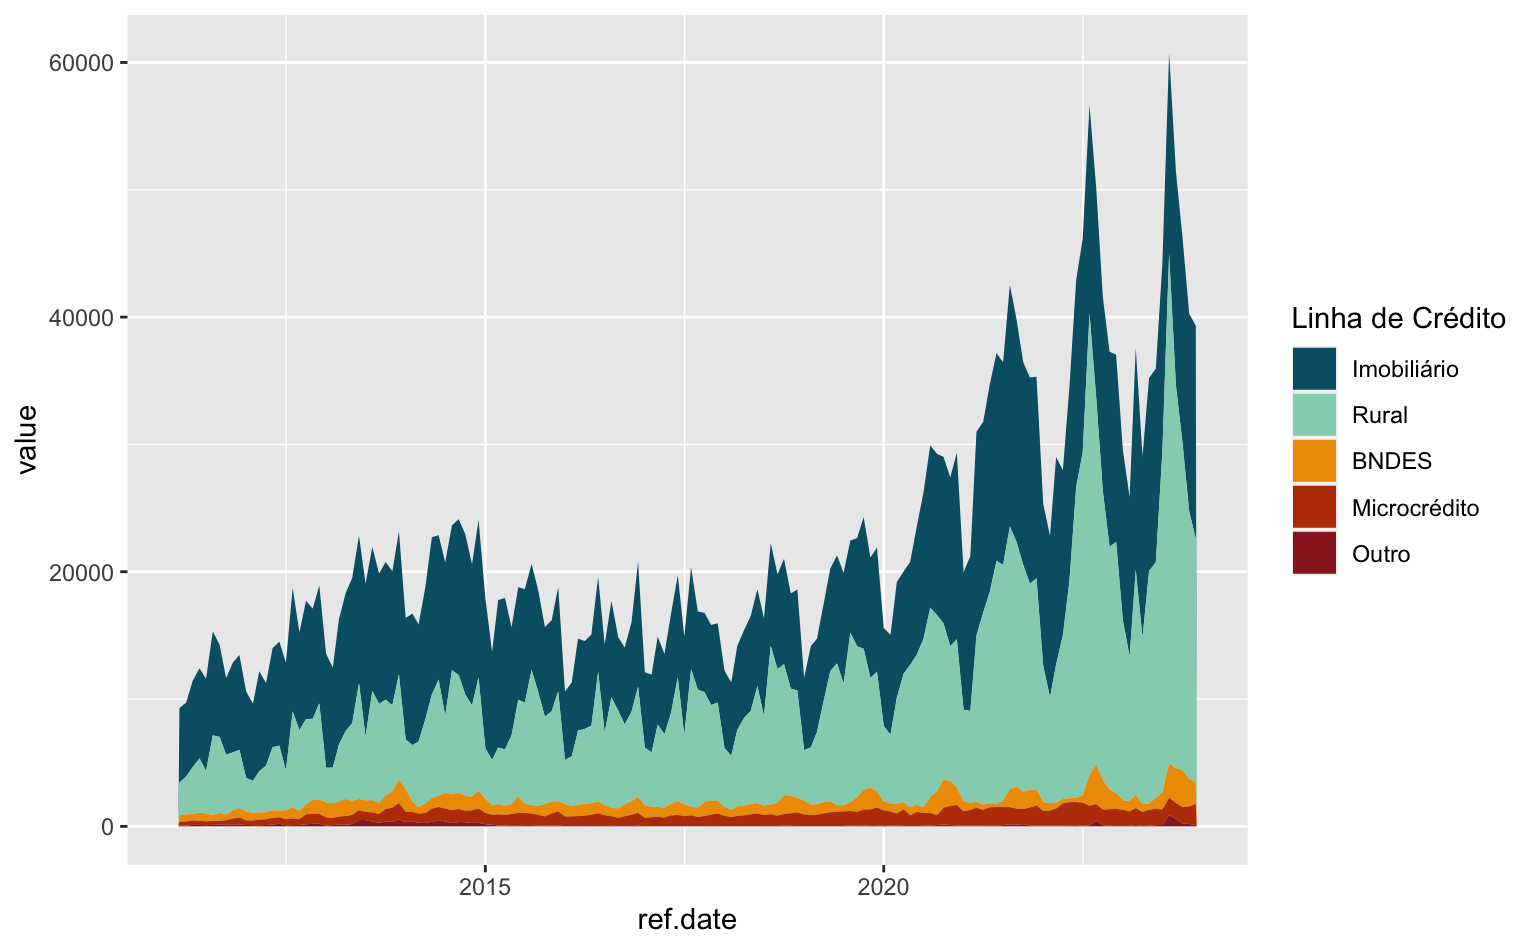 60000
40000
20000
0
value
2015
2020
ref.date
Linha de Crédito
Imobiliário
Rural
BNDES
Microcrédito
Outro